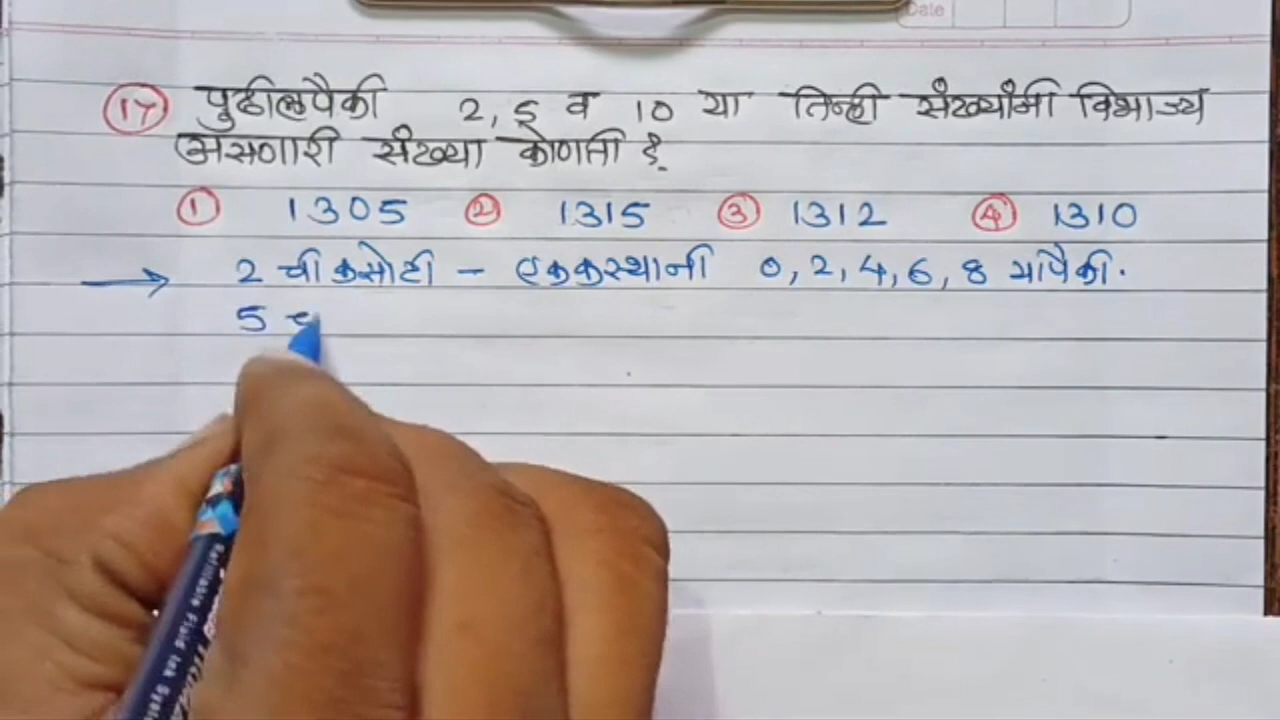 Date
17 पुढीलपैकी 2, 5 व 10 या तिन्ही संख्यांनी विभाज्य
असणारी संख्या कोणती ?
1 1305 2 1315 3 1312 4 1310
→ 2 ची कसोटी - एककस्थानी 0, 2, 4, 6, 8 यांपैकी.
5